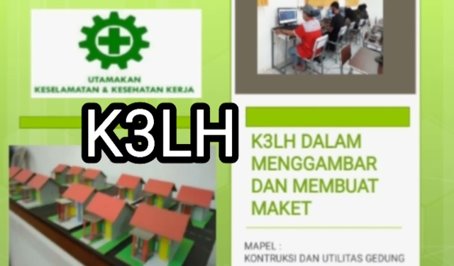 UTAMAKAN
KESELAMATAN & KESEHATAN KERJA
K3LH
K3LH DALAM
MENGGAMBAR
DAN MEMBUAT
MAKET
MAPEL :
KONTRUKSI DAN UTILITAS GEDUNG